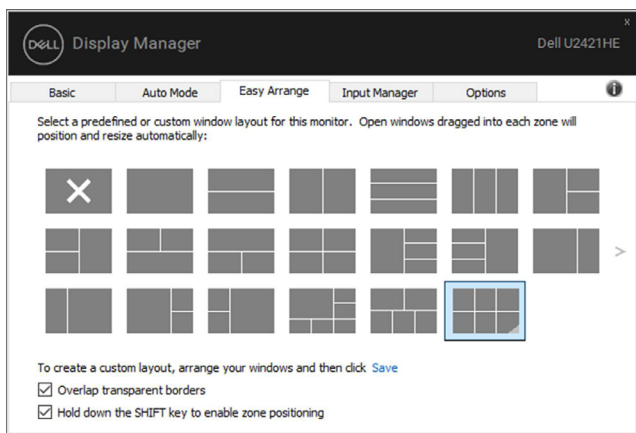 x
DELL Display Manager Dell U2421HE
Basic Auto Mode Easy Arrange Input Manager Options i
Select a predefined or custom window layout for this monitor. Open windows dragged into each zone will
position and resize automatically:
To create a custom layout, arrange your windows and then click Save
Overlap transparent borders
Hold down the SHIFT key to enable zone positioning